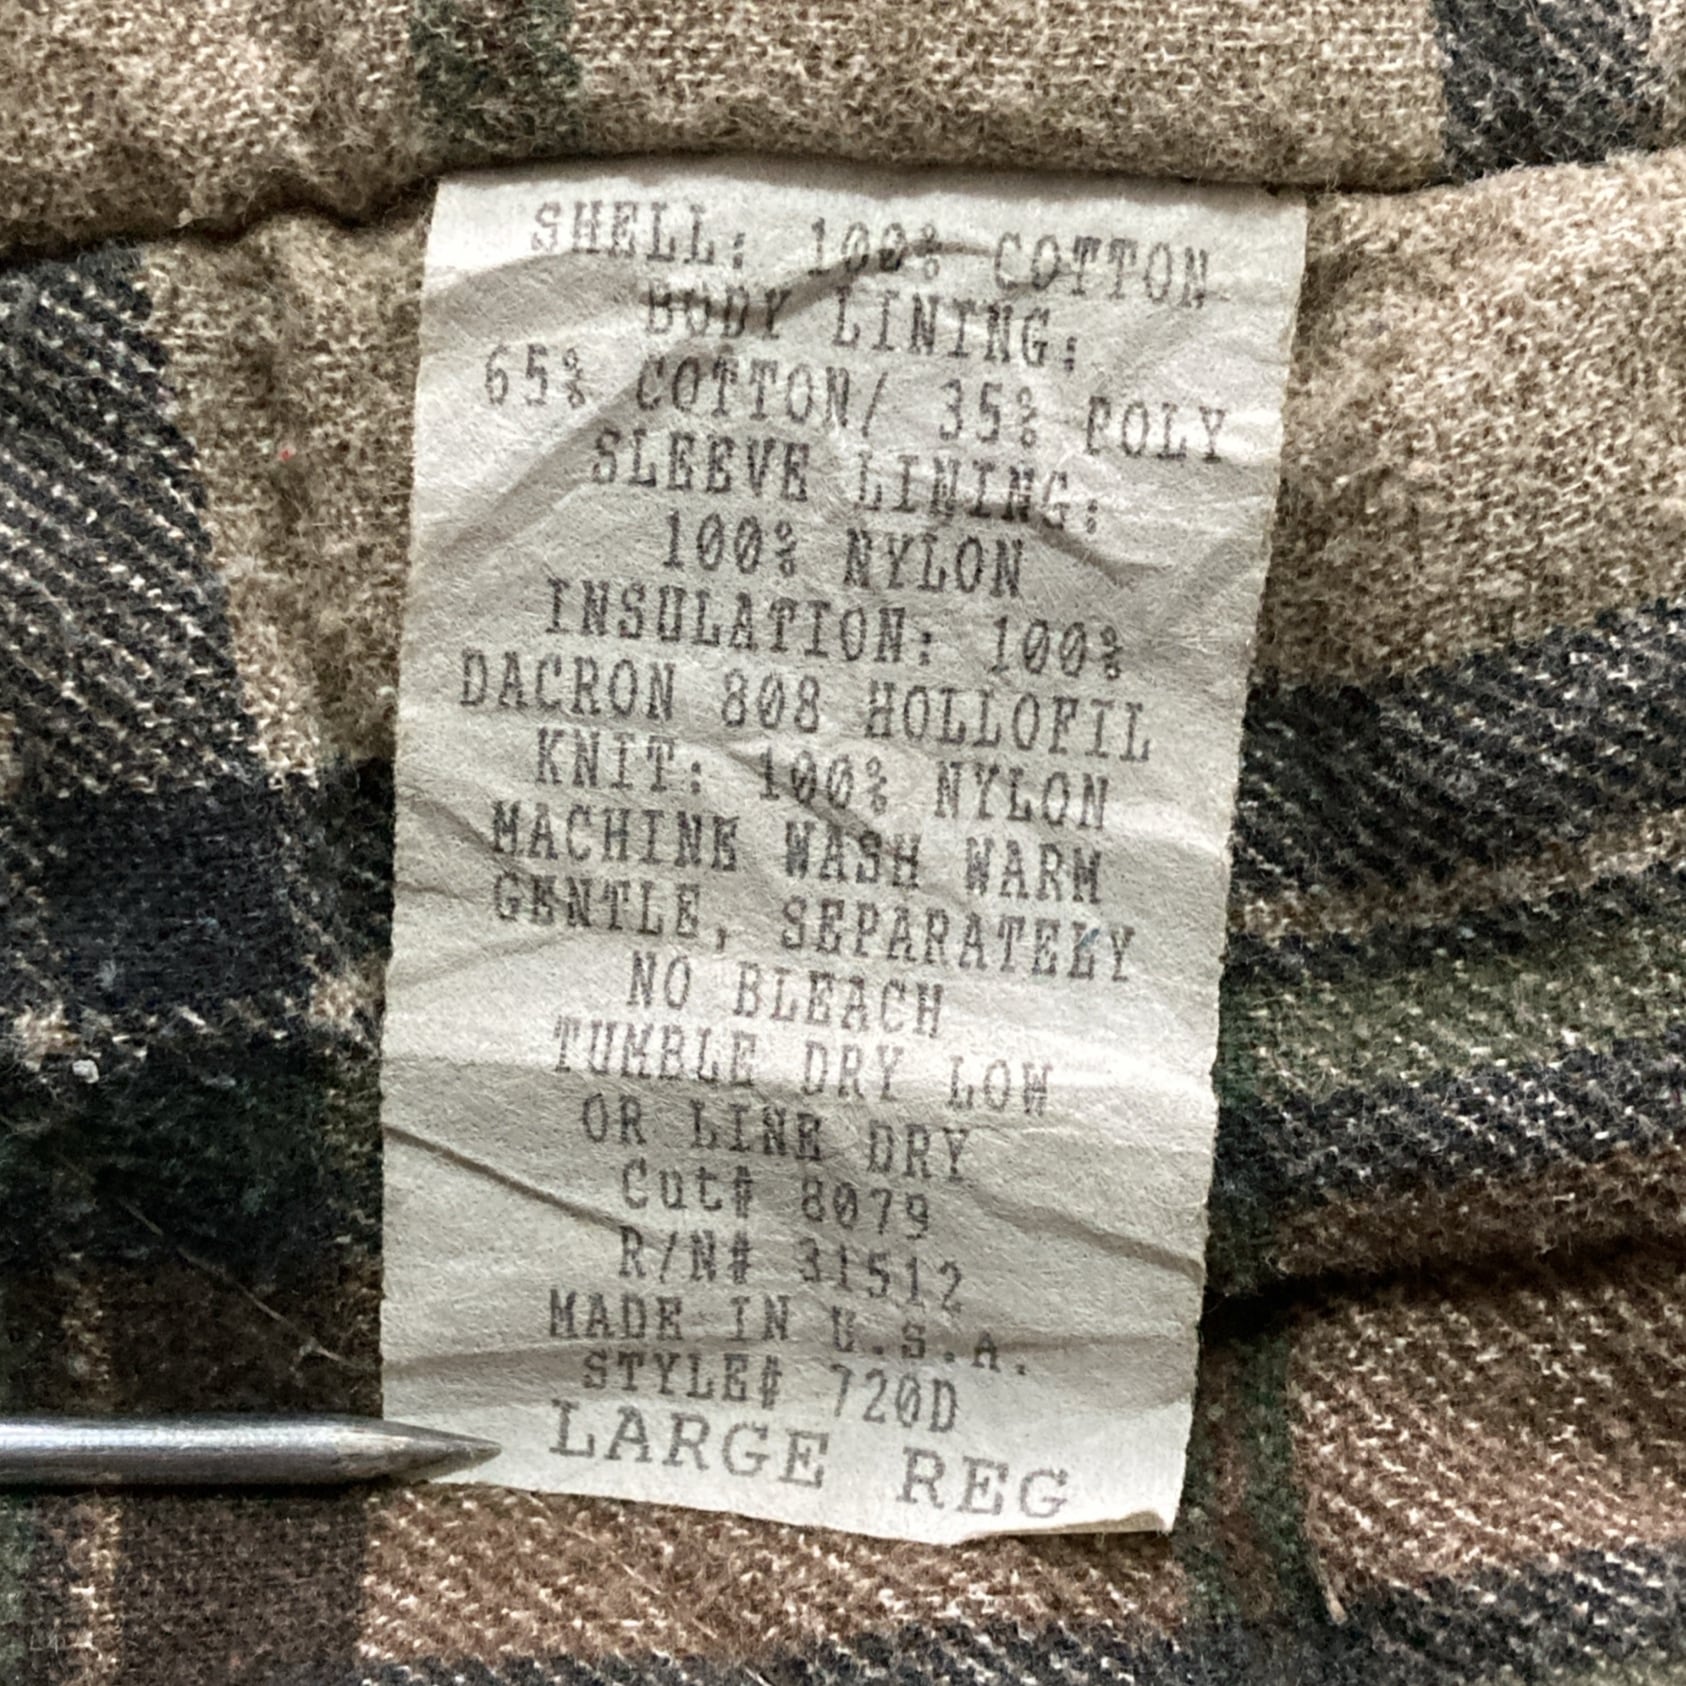 SHELL: 100% COTTON
BODY LINING:
65% COTTON/ 35% POLY
SLEEVE LINING:
100% NYLON
INSULATION: 100%
DACRON 808 HOLLOFIL
KNIT: 100% NYLON
MACHINE WASH WARM
GENTLE, SEPARATELY
NO BLEACH
TUMBLE DRY LOW
OR LINE DRY
Cut# 8079
R/N# 31512
MADE IN U.S.A.
STYLE# 720D
LARGE REG